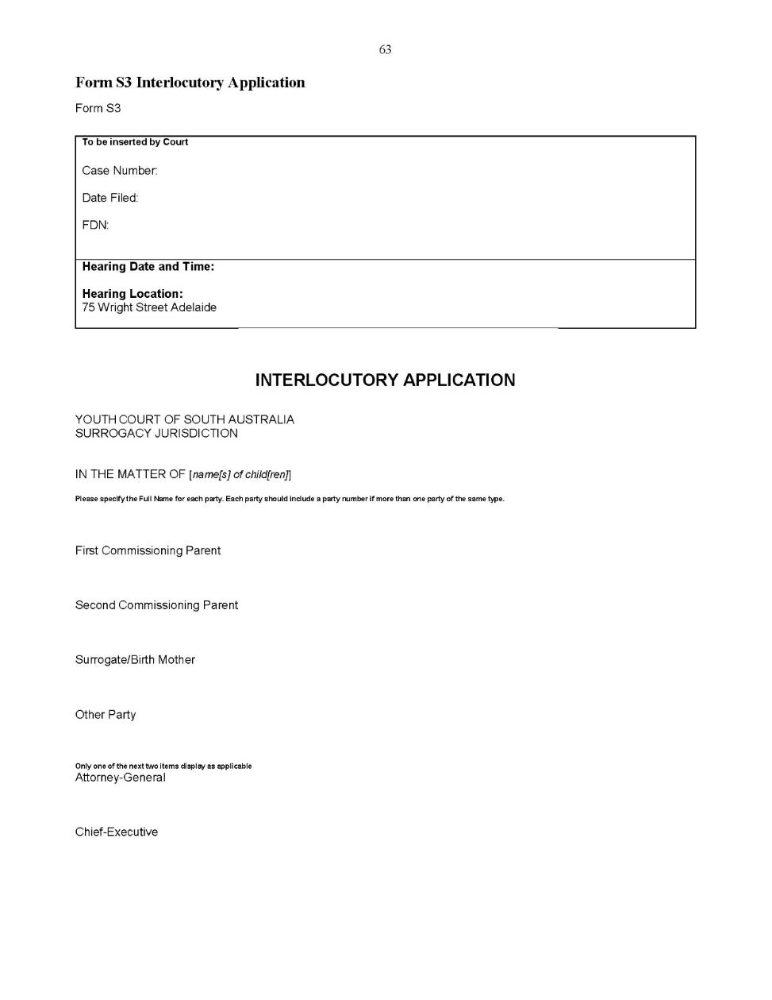 63
Form S3 Interlocutory Application
Form S3
To be inserted by Court
Case Number:
Date Filed:
FDN:
Hearing Date and Time:
Hearing Location:
75 Wright Street Adelaide
INTERLOCUTORY APPLICATION
YOUTH COURT OF SOUTH AUSTRALIA
SURROGACY JURISDICTION
IN THE MATTER OF [name[s] of child[ren]]
Please specify the Full Name for each party. Each party should include a party number if more than one party of the same type.
First Commissioning Parent
Second Commissioning Parent
Surrogate/Birth Mother
Other Party
Only one of the next two items display as applicable
Attorney-General
Chief-Executive